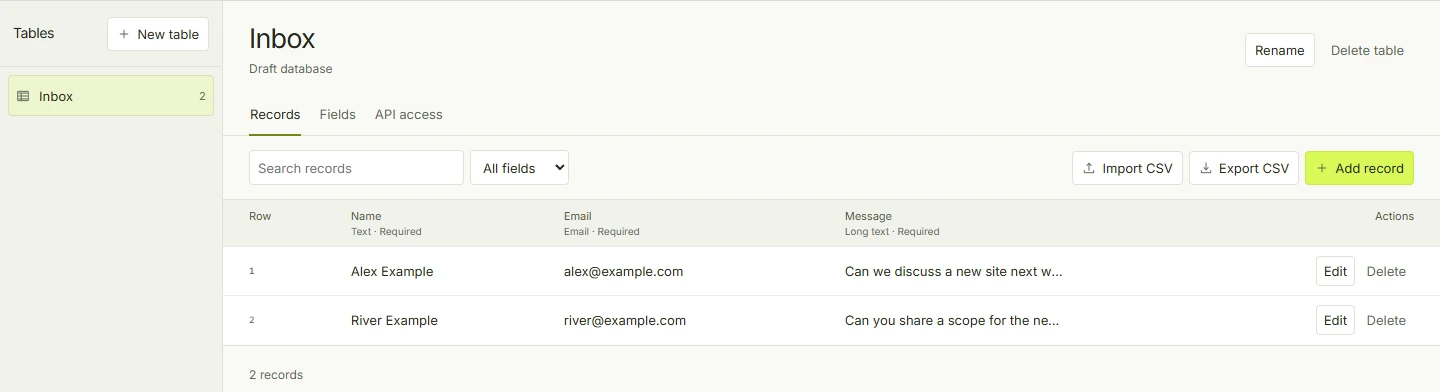 Tables
+ New table
Inbox 2
Inbox
Draft database
Rename
Delete table
Records Fields API access
Search records
All fields
Import CSV
Export CSV
+ Add record
Row Name Email Message Actions
Text · Required Email · Required Long text · Required
1 Alex Example alex@example.com Can we discuss a new site next w... Edit Delete
2 River Example river@example.com Can you share a scope for the ne... Edit Delete
2 records